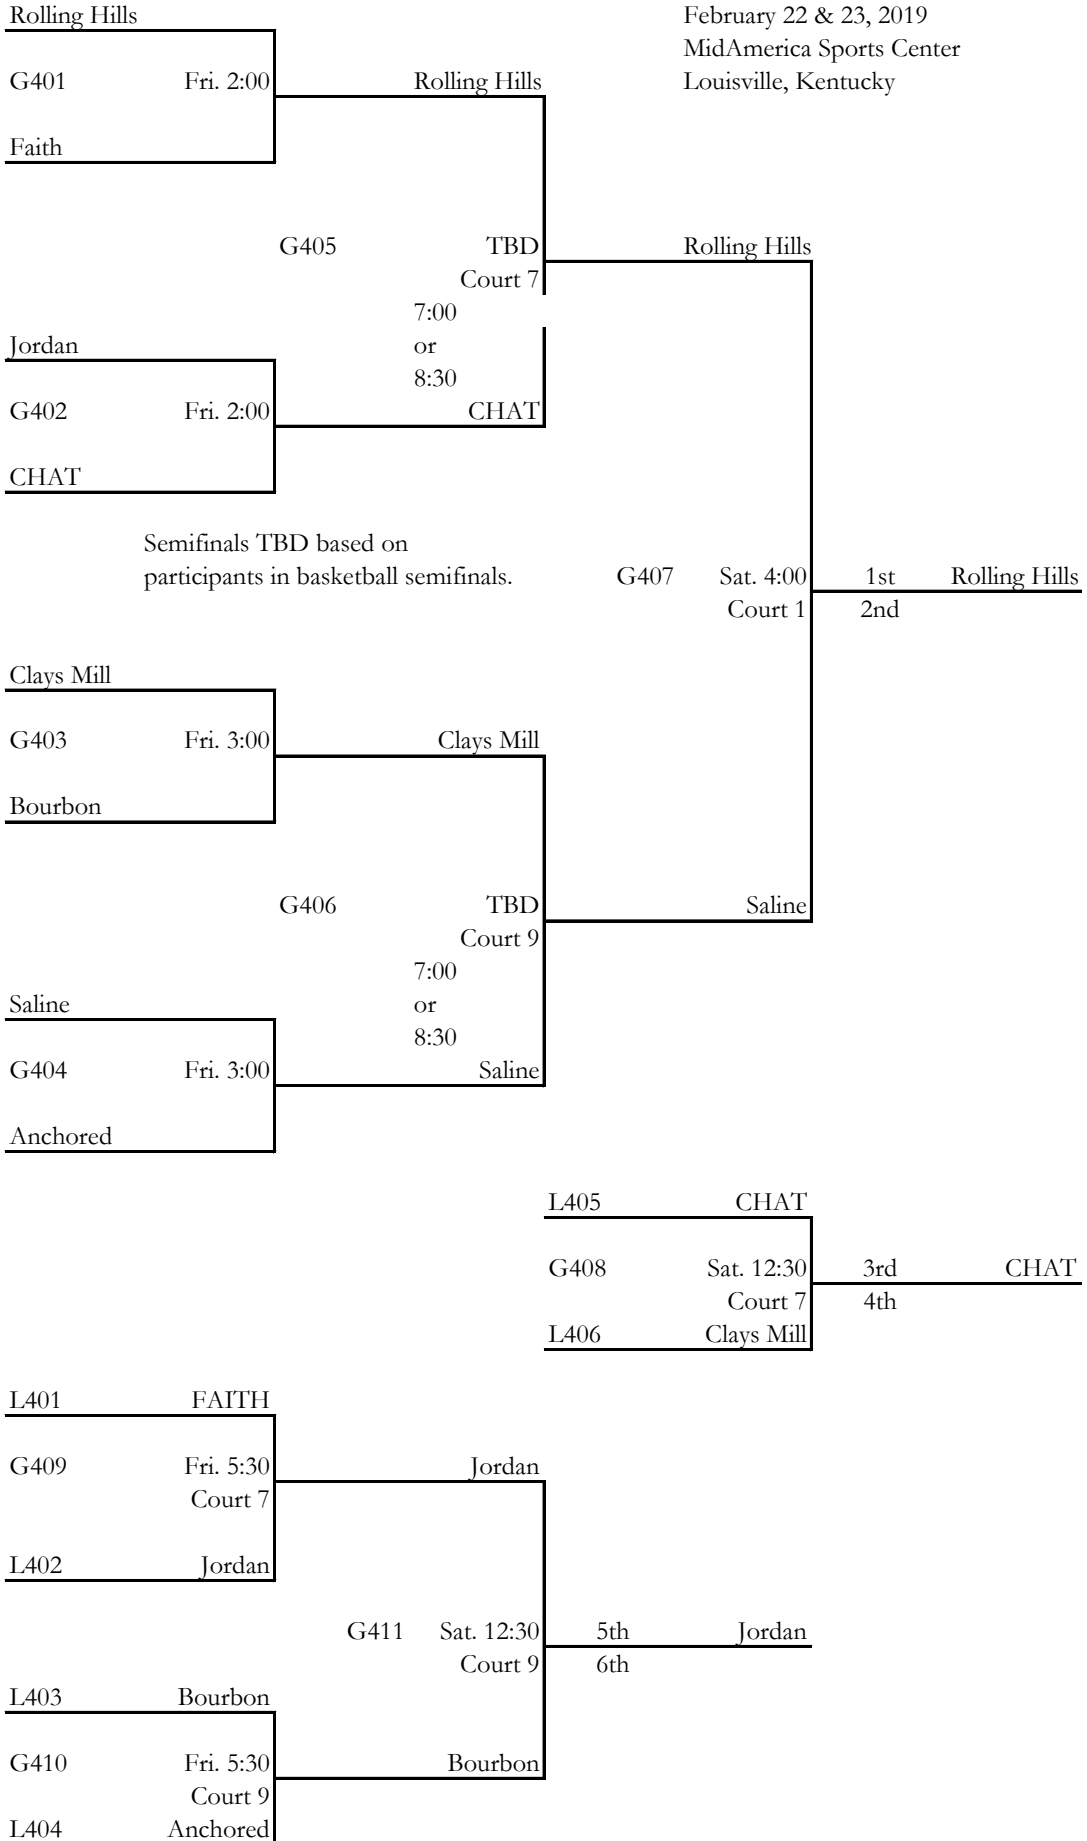 Rolling Hills February 22 & 23, 2019
MidAmerica Sports Center
G401 Fri. 2:00 Rolling Hills Louisville, Kentucky
Faith
G405 TBD Rolling Hills
Court 7
7:00
Jordan or
8:30
G402 Fri. 2:00 CHAT
CHAT
Semifinals TBD based on
participants in basketball semifinals. G407 Sat. 4:00 1st Rolling Hills
Court 1 2nd
Clays Mill
G403 Fri. 3:00 Clays Mill
Bourbon
G406 TBD Saline
Court 9
7:00
Saline or
8:30
G404 Fri. 3:00 Saline
Anchored
L405 CHAT
G408 Sat. 12:30 3rd CHAT
Court 7 4th
L406 Clays Mill
L401 FAITH
G409 Fri. 5:30 Jordan
Court 7
L402 Jordan
G411 Sat. 12:30 5th Jordan
Court 9 6th
L403 Bourbon
G410 Fri. 5:30 Bourbon
Court 9
L404 Anchored